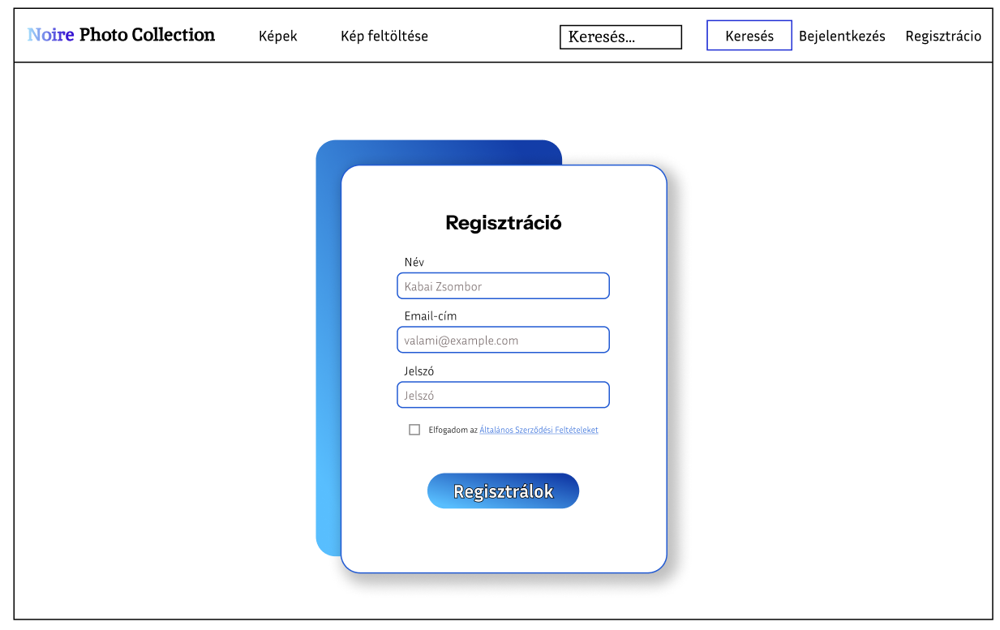 Noire Photo Collection Képek Kép feltöltése Keresés... Keresés Bejelentkezés Regisztrácio
Regisztráció
Név
Kabai Zsombor
Email-cím
valami@example.com
Jelszó
Jelszó
Elfogadom az Általános Szerződési Feltételeket
Regisztrálok